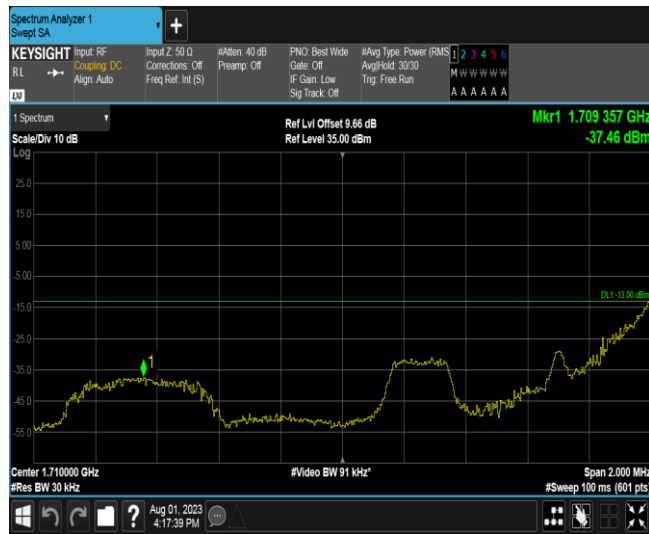 Spectrum Analyzer 1
Swept SA
+
KEYSIGHT
RL
LXI
Input: RF
Coupling: DC
Align: Auto
Input Z: 50 Ω
Corrections: Off
Freq Ref: Int (S)
#Atten: 40 dB
Preamp: Off
PNO: Best Wide
Gate: Off
IF Gain: Low
Sig Track: Off
#Avg Type: Power (RMS
Avg|Hold: 30/30
Trig: Free Run
1 2 3 4 5 6
M W W W W W
A A A A A A
1 Spectrum
Scale/Div 10 dB
Log
Ref Lvl Offset 9.66 dB
Ref Level 35.00 dBm
Mkr1 1.709 357 GHz
-37.46 dBm
25.0
15.0
5.00
-5.00
DL1 -13.00 dBm
-15.0
-25.0
1
-35.0
-45.0
-55.0
Center 1.710000 GHz
#Video BW 91 kHz*
Span 2.000 MHz
#Res BW 30 kHz
#Sweep 100 ms (601 pts
?
Aug 01, 2023
4:17:39 PM